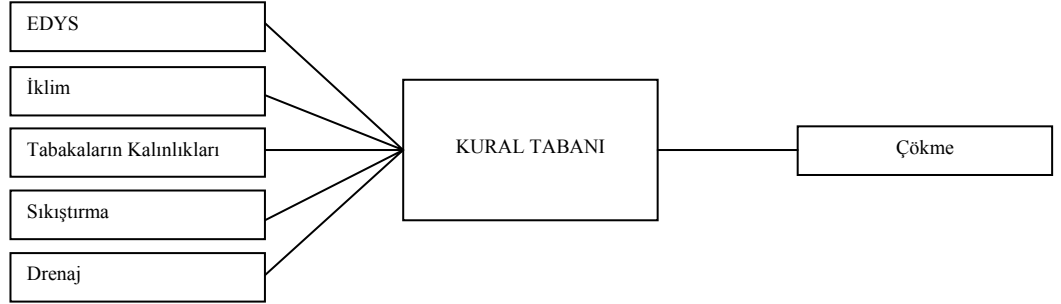 EDYS
İklim
Tabakaların Kalınlıkları
Sıkıştırma
Drenaj
KURAL TABANI
Çökme